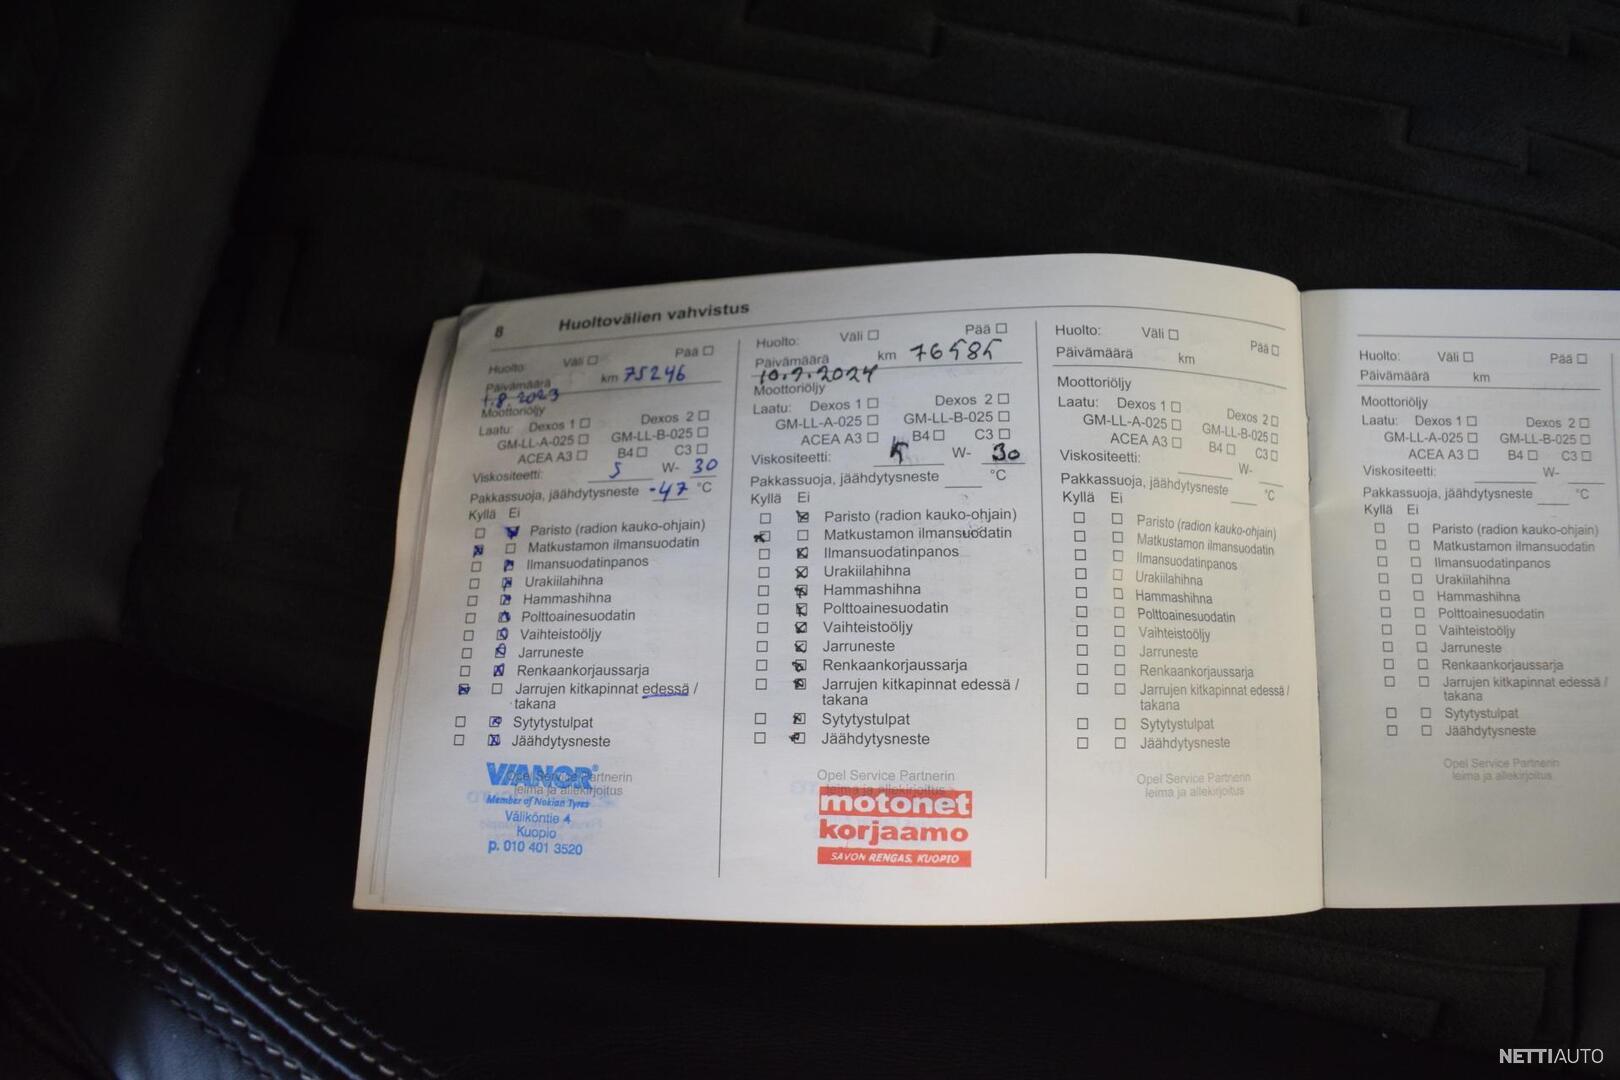 8 Huoltovälien vahvistus
Huolto: Väli Pää
Päivämäärä km 75246
1.8 2023
Moottoriöljy
Laatu: Dexos 1 Dexos 2
GM-LL-A-025 GM-LL-B-025
ACEA A3 B4 C3
Viskositeetti: 5 W- 30
Pakkassuoja, jäähdytysneste -47 °C
Kyllä Ei
Paristo (radion kauko-ohjain)
Matkustamon ilmansuodatin
Ilmansuodatinpanos
Urakiilahihna
Hammashihna
Polttoainesuodatin
Vaihteistoöljy
Jarruneste
Renkaankorjaussarja
Jarrujen kitkapinnat edessä /
takana
Sytytystulpat
Jäähdytysneste
Opel Service Partnerin
leima ja allekirjoitus
VIANOR®
Member of Nokian Tyres
Väliköntie 4
Kuopio
p. 010 401 3520
Huolto: Väli Pää
Päivämäärä km 76585
10.9.2024
Moottoriöljy
Laatu: Dexos 1 Dexos 2
GM-LL-A-025 GM-LL-B-025
ACEA A3 B4 C3
Viskositeetti: 5 W- 30
Pakkassuoja, jäähdytysneste °C
Kyllä Ei
Paristo (radion kauko-ohjain)
Matkustamon ilmansuodatin
Ilmansuodatinpanos
Urakiilahihna
Hammashihna
Polttoainesuodatin
Vaihteistoöljy
Jarruneste
Renkaankorjaussarja
Jarrujen kitkapinnat edessä /
takana
Sytytystulpat
Jäähdytysneste
Opel Service Partnerin
leima ja allekirjoitus
motonet
korjaamo
SAVON RENGAS, KUOPIO
Huolto: Väli Pää
Päivämäärä km
Moottoriöljy
Laatu: Dexos 1 Dexos 2
GM-LL-A-025 GM-LL-B-025
ACEA A3 B4 C3
Viskositeetti: W-
Pakkassuoja, jäähdytysneste °C
Kyllä Ei
Paristo (radion kauko-ohjain)
Matkustamon ilmansuodatin
Ilmansuodatinpanos
Urakiilahihna
Hammashihna
Polttoainesuodatin
Vaihteistoöljy
Jarruneste
Renkaankorjaussarja
Jarrujen kitkapinnat edessä /
takana
Sytytystulpat
Jäähdytysneste
Opel Service Partnerin
leima ja allekirjoitus
Huolto: Väli Pää
Päivämäärä km
Moottoriöljy
Laatu: Dexos 1 Dexos 2
GM-LL-A-025 GM-LL-B-025
ACEA A3 B4 C3
Viskositeetti: W-
Pakkassuoja, jäähdytysneste °C
Kyllä Ei
Paristo (radion kauko-ohjain)
Matkustamon ilmansuodatin
Ilmansuodatinpanos
Urakiilahihna
Hammashihna
Polttoainesuodatin
Vaihteistoöljy
Jarruneste
Renkaankorjaussarja
Jarrujen kitkapinnat edessä /
takana
Sytytystulpat
Jäähdytysneste
Opel Service Partnerin
leima ja allekirjoitus
NETTIAUTO